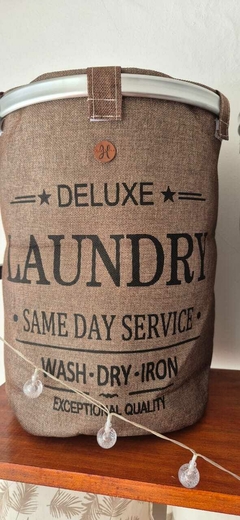 DELUXE
LAUNDRY
• SAME DAY SERVICE •
WASH•DRY•IRON
EXCEPTIONAL QUALITY